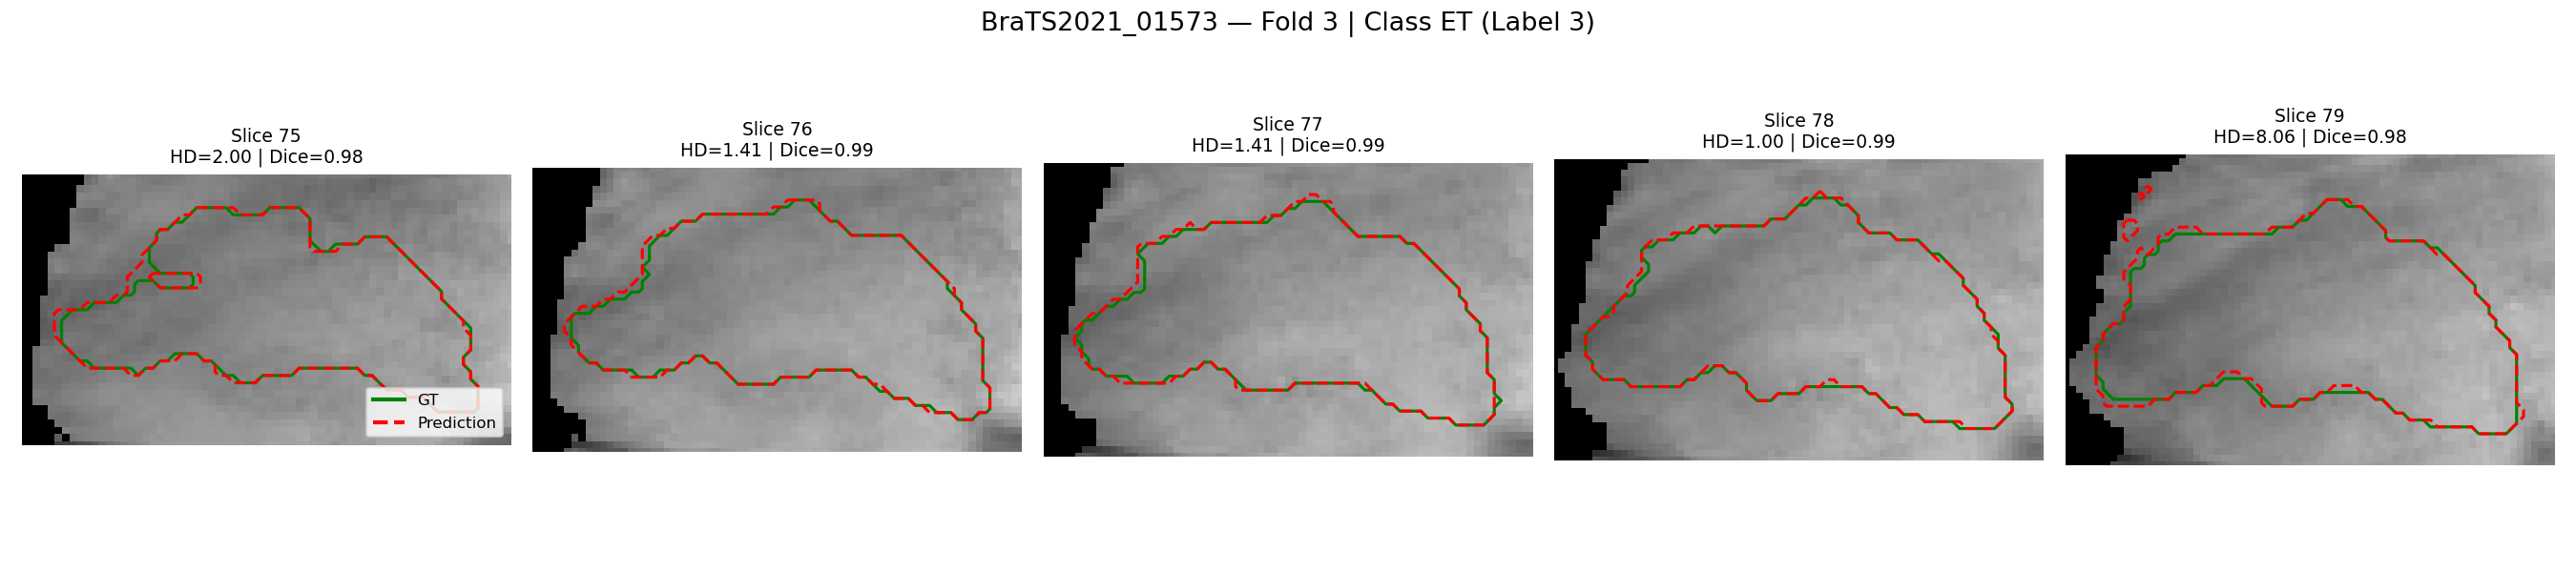 BraTS2021_01573 — Fold 3 | Class ET (Label 3)
Slice 75
HD=2.00 | Dice=0.98
Slice 76
HD=1.41 | Dice=0.99
Slice 77
HD=1.41 | Dice=0.99
Slice 78
HD=1.00 | Dice=0.99
Slice 79
HD=8.06 | Dice=0.98
GT
Prediction